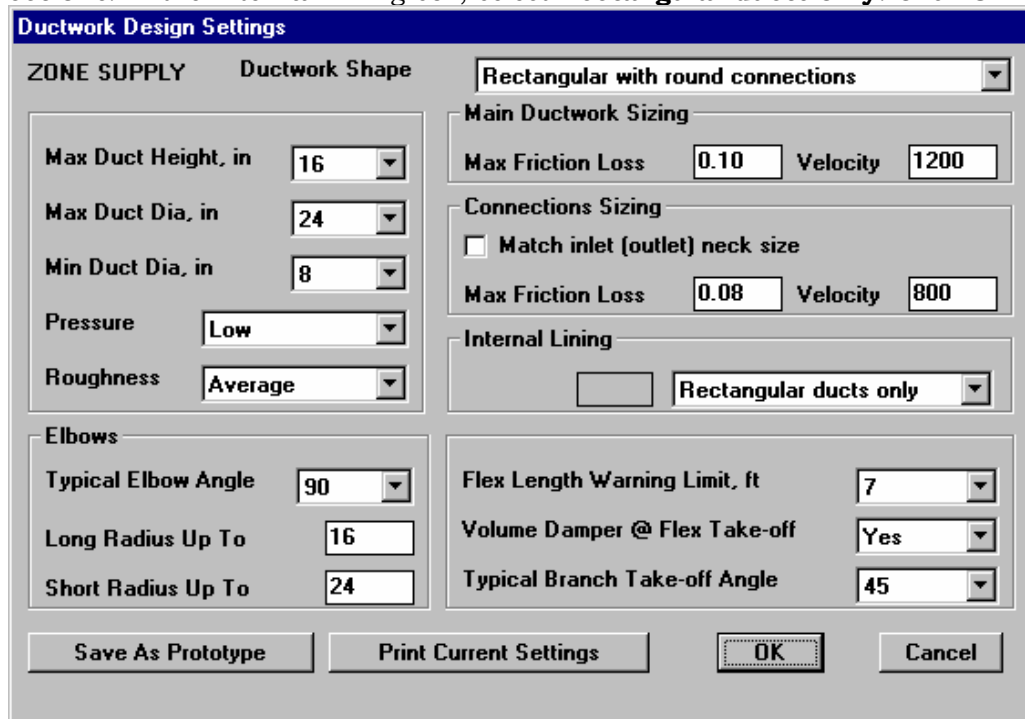 Ductwork Design Settings
ZONE SUPPLY Ductwork Shape Rectangular with round connections
Max Duct Height, in 16
Max Duct Dia, in 24
Min Duct Dia, in 8
Pressure Low
Roughness Average
Main Ductwork Sizing
Max Friction Loss 0.10 Velocity 1200
Connections Sizing
Match inlet (outlet) neck size
Max Friction Loss 0.08 Velocity 800
Internal Lining
Rectangular ducts only
Elbows
Typical Elbow Angle 90
Long Radius Up To 16
Short Radius Up To 24
Flex Length Warning Limit, ft 7
Volume Damper @ Flex Take-off Yes
Typical Branch Take-off Angle 45
Save As Prototype Print Current Settings OK Cancel